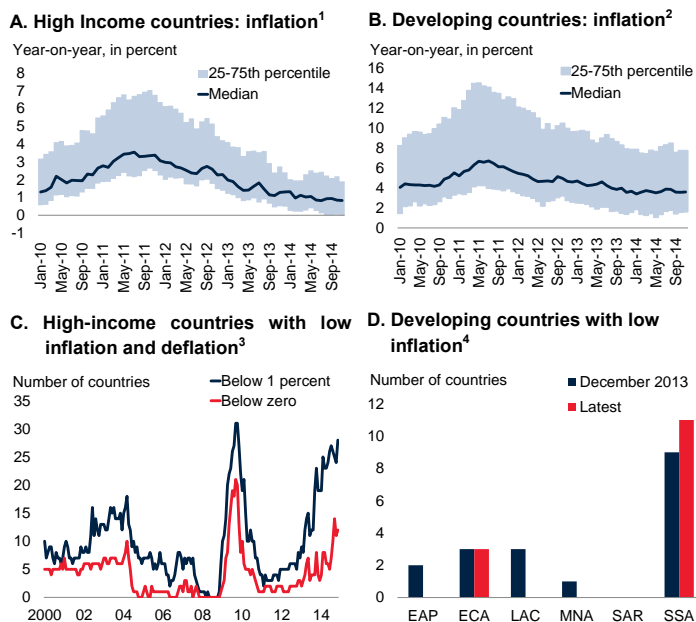 A. High Income countries: inflation1
Year-on-year, in percent
25-75th percentile
Median
8
7
6
5
4
3
2
1
0
-1
Jan-10
May-10
Sep-10
Jan-11
May-11
Sep-11
Jan-12
May-12
Sep-12
Jan-13
May-13
Sep-13
Jan-14
May-14
Sep-14
B. Developing countries: inflation2
Year-on-year, in percent
25-75th percentile
Median
16
14
12
10
8
6
4
2
0
Jan-10
May-10
Sep-10
Jan-11
May-11
Sep-11
Jan-12
May-12
Sep-12
Jan-13
May-13
Sep-13
Jan-14
May-14
Sep-14
C. High-income countries with low
inflation and deflation3
Number of countries
Below 1 percent
Below zero
35
30
25
20
15
10
5
0
2000 02 04 06 08 10 12 14
D. Developing countries with low
inflation4
Number of countries
December 2013
Latest
12
10
8
6
4
2
0
EAP ECA LAC MNA SAR SSA